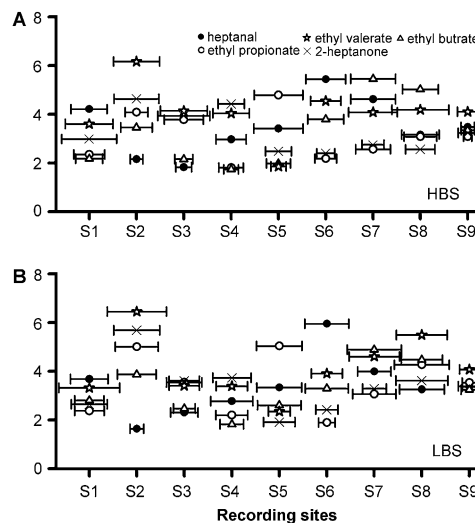 A
heptanal ethyl valerate ethyl butrate
ethyl propionate 2-heptanone
8
6
4
2
0
HBS
S1 S2 S3 S4 S5 S6 S7 S8 S9
B
8
6
4
2
0
LBS
S1 S2 S3 S4 S5 S6 S7 S8 S9
Recording sites